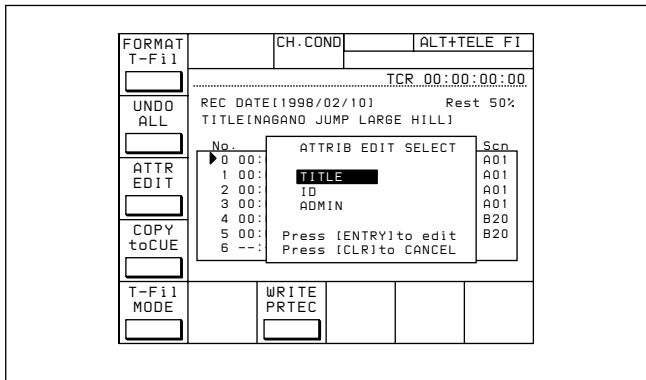 FORMAT
T-Fil
CH.COND
ALT+TELE FI
TCR 00:00:00:00
UNDO
ALL
REC DATE[1998/02/10]
Rest 50%
TITLE[NAGANO JUMP LARGE HILL]
No.
Scn
0 00:
A01
1 00:
A01
2 00:
A01
3 00:
A01
4 00:
B20
5 00:
B20
6 --:
ATTRIB EDIT SELECT
TITLE
ID
ADMIN
Press [ENTRY]to edit
Press [CLR]to CANCEL
ATTR
EDIT
COPY
toCUE
T-Fil
MODE
WRITE
PRTEC